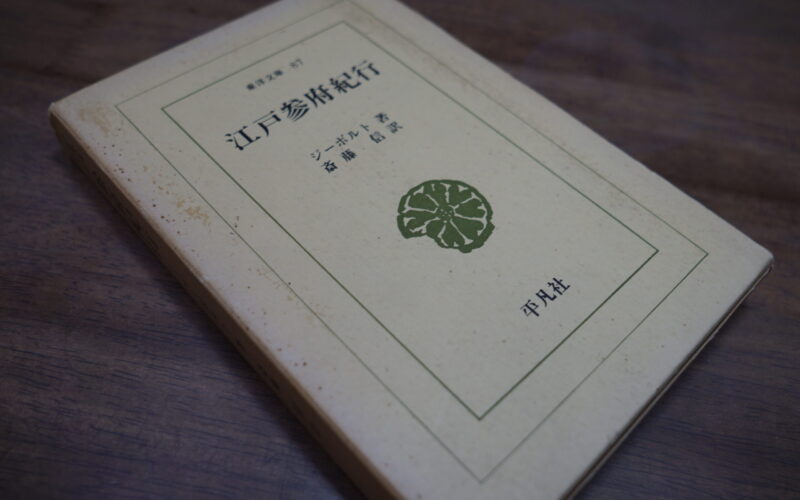 東洋文庫 87
江戸参府紀行
ジーボルト 著
斎藤 信 訳
平凡社